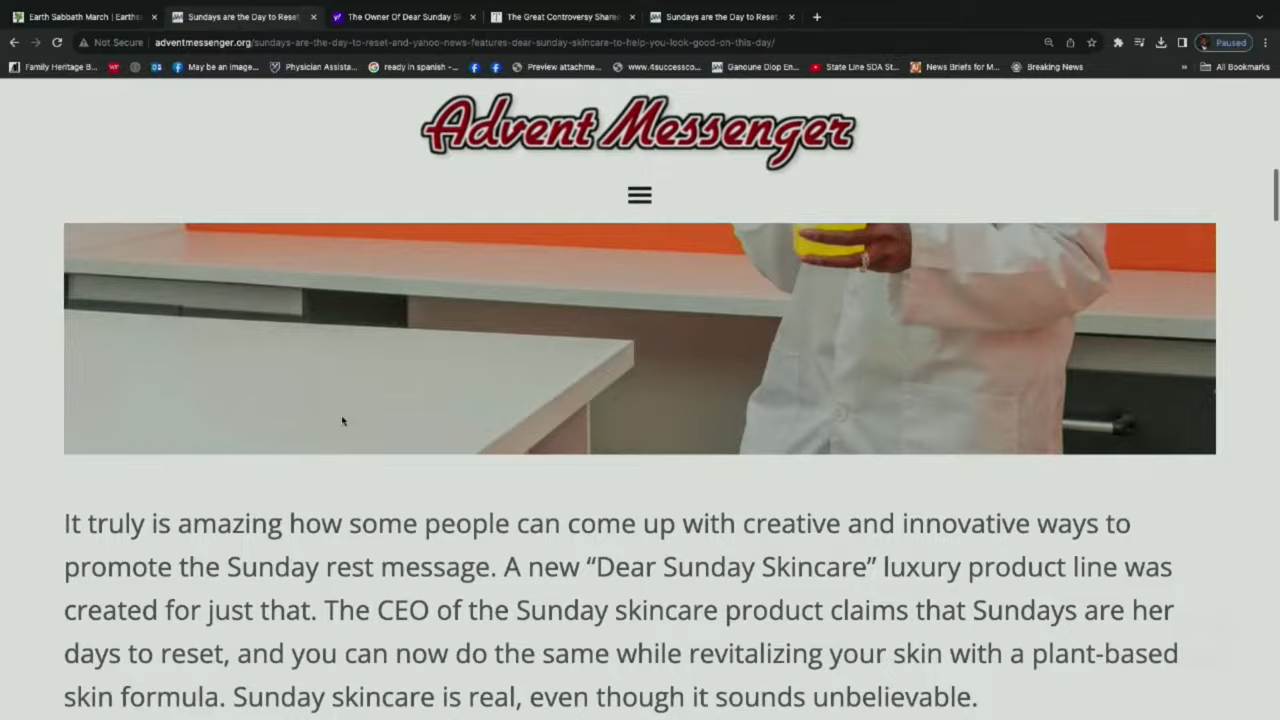 Earth Sabbath March | Earths
Sundays are the Day to Reset
The Owner Of Dear Sunday S
The Great Controversy Share
Sundays are the Day to Reset
Not Secure
adventmessenger.org/sundays-are-the-day-to-reset-and-yahoo-news-features-dear-sunday-skincare-to-help-you-look-good-on-this-day/
Paused
Family Heritage B...
May be an image...
Physician Assista...
ready in spanish -...
Preview attachme...
www.4successco...
Ganoune Diop En...
State Line SDA St...
News Briefs for M...
Breaking News
All Bookmarks
Advent Messenger
It truly is amazing how some people can come up with creative and innovative ways to
promote the Sunday rest message. A new “Dear Sunday Skincare” luxury product line was
created for just that. The CEO of the Sunday skincare product claims that Sundays are her
days to reset, and you can now do the same while revitalizing your skin with a plant-based
skin formula. Sunday skincare is real, even though it sounds unbelievable.